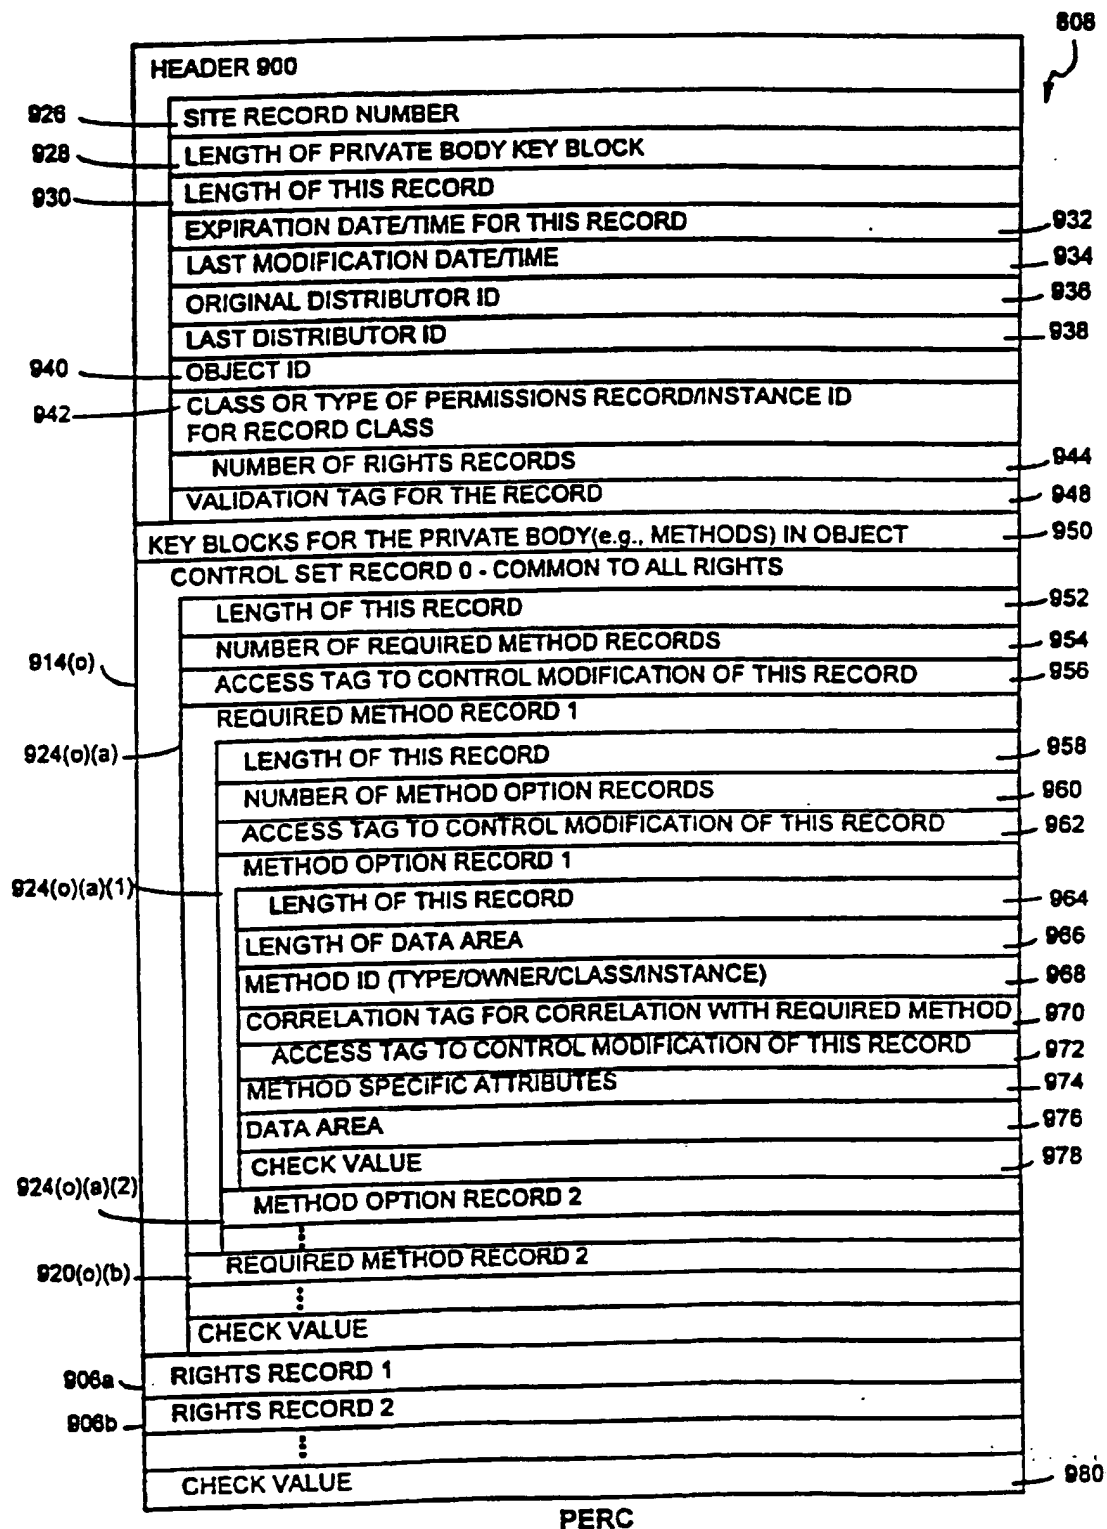 808
HEADER 900
926 SITE RECORD NUMBER
928 LENGTH OF PRIVATE BODY KEY BLOCK
930 LENGTH OF THIS RECORD
EXPIRATION DATE/TIME FOR THIS RECORD 932
LAST MODIFICATION DATE/TIME 934
ORIGINAL DISTRIBUTOR ID 936
LAST DISTRIBUTOR ID 938
940 OBJECT ID
942 CLASS OR TYPE OF PERMISSIONS RECORD/INSTANCE ID
FOR RECORD CLASS
NUMBER OF RIGHTS RECORDS 944
VALIDATION TAG FOR THE RECORD 948
KEY BLOCKS FOR THE PRIVATE BODY(e.g., METHODS) IN OBJECT 950
CONTROL SET RECORD 0 - COMMON TO ALL RIGHTS
LENGTH OF THIS RECORD 952
NUMBER OF REQUIRED METHOD RECORDS 954
914(o) ACCESS TAG TO CONTROL MODIFICATION OF THIS RECORD 956
REQUIRED METHOD RECORD 1
924(o)(a) LENGTH OF THIS RECORD 958
NUMBER OF METHOD OPTION RECORDS 960
ACCESS TAG TO CONTROL MODIFICATION OF THIS RECORD 962
METHOD OPTION RECORD 1
924(o)(a)(1) LENGTH OF THIS RECORD 964
LENGTH OF DATA AREA 966
METHOD ID (TYPE/OWNER/CLASS/INSTANCE) 968
CORRELATION TAG FOR CORRELATION WITH REQUIRED METHOD 970
ACCESS TAG TO CONTROL MODIFICATION OF THIS RECORD 972
METHOD SPECIFIC ATTRIBUTES 974
DATA AREA 976
CHECK VALUE 978
924(o)(a)(2) METHOD OPTION RECORD 2
920(o)(b) REQUIRED METHOD RECORD 2
CHECK VALUE
906a RIGHTS RECORD 1
906b RIGHTS RECORD 2
CHECK VALUE 980
PERC